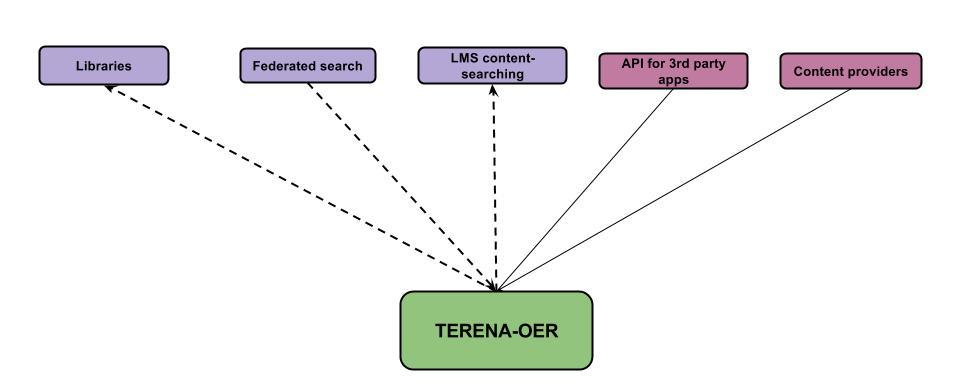 Libraries
Federated search
LMS content-
searching
API for 3rd party
apps
Content providers
TERENA-OER